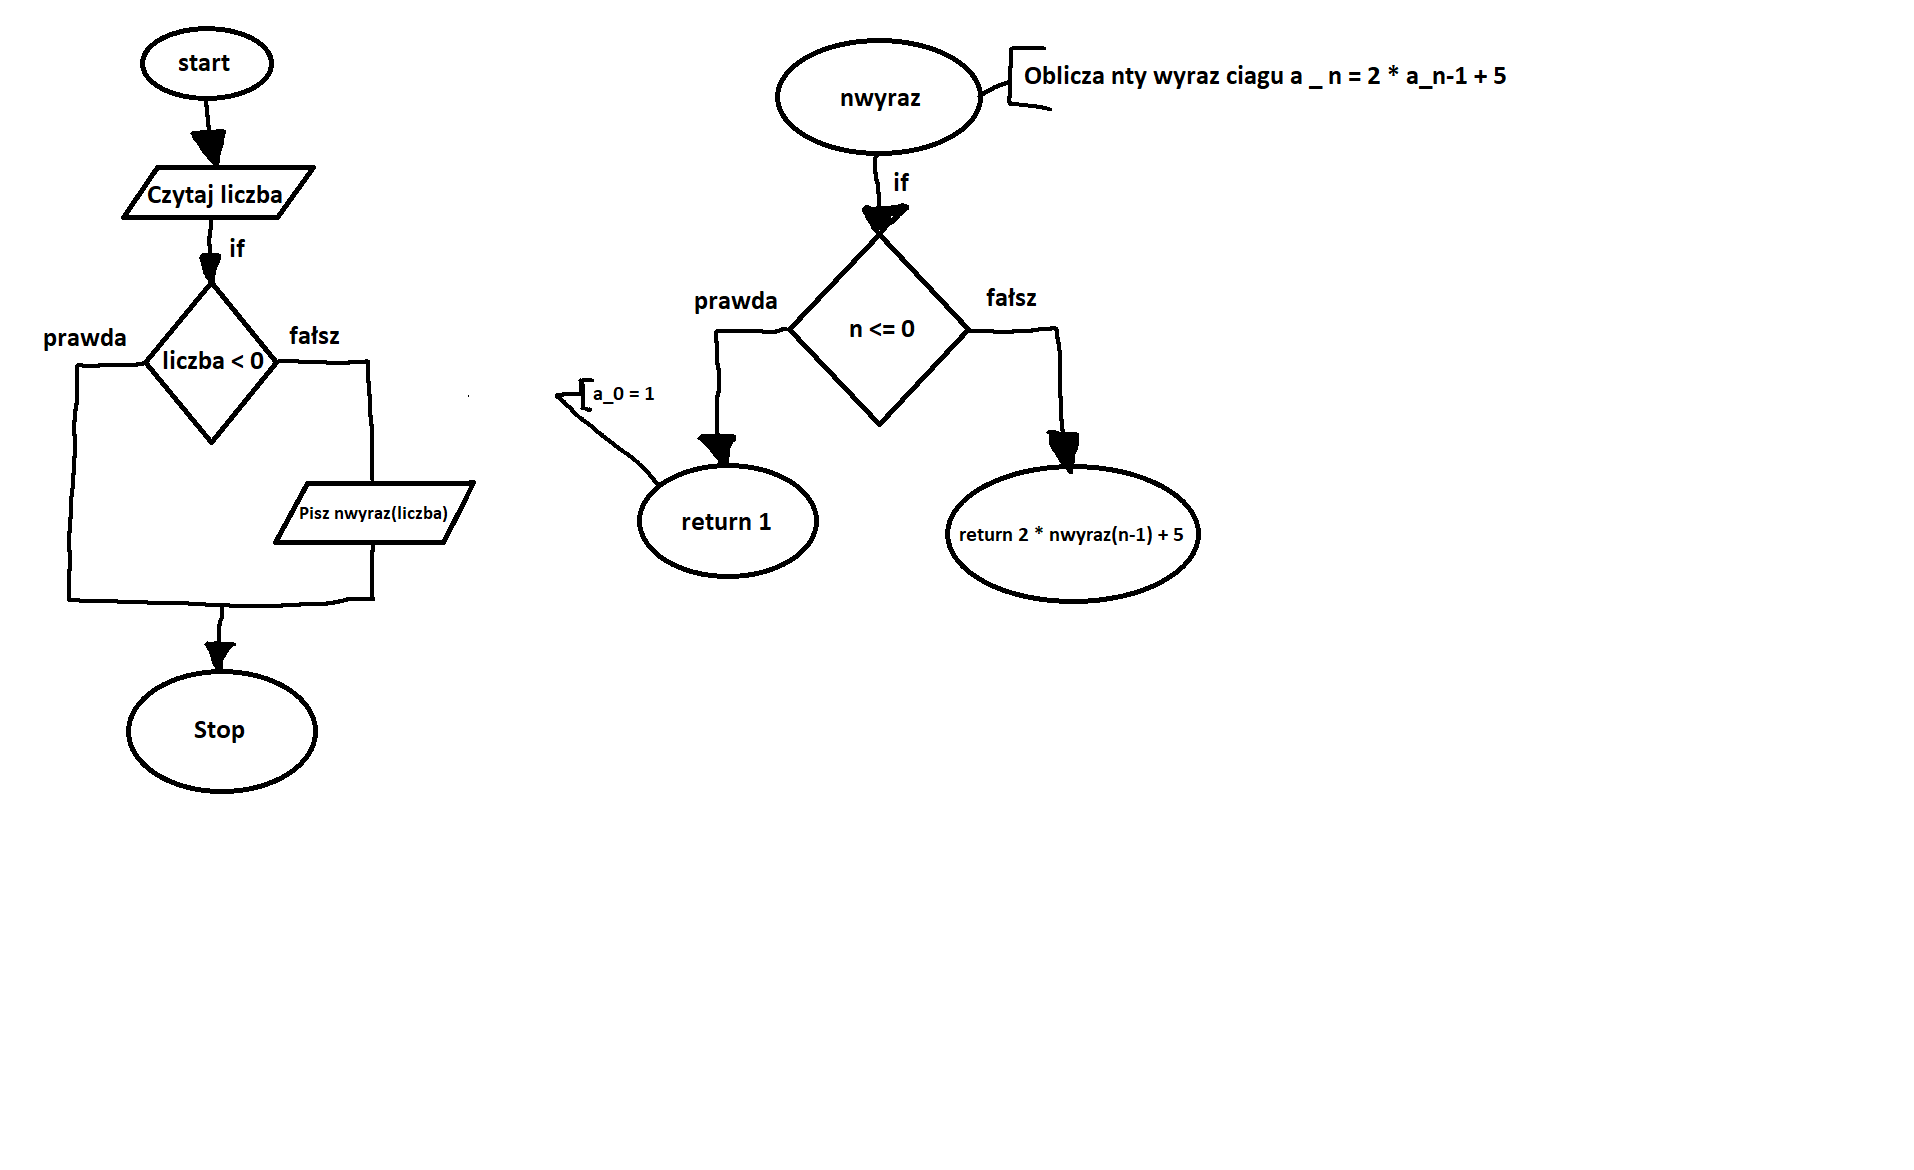 start
Czytaj liczba
if
prawda
fałsz
liczba < 0
Pisz nwyraz(liczba)
Stop
nwyraz
Oblicza nty wyraz ciagu a _ n = 2 * a_n-1 + 5
if
prawda
fałsz
n <= 0
a_0 = 1
return 1
return 2 * nwyraz(n-1) + 5